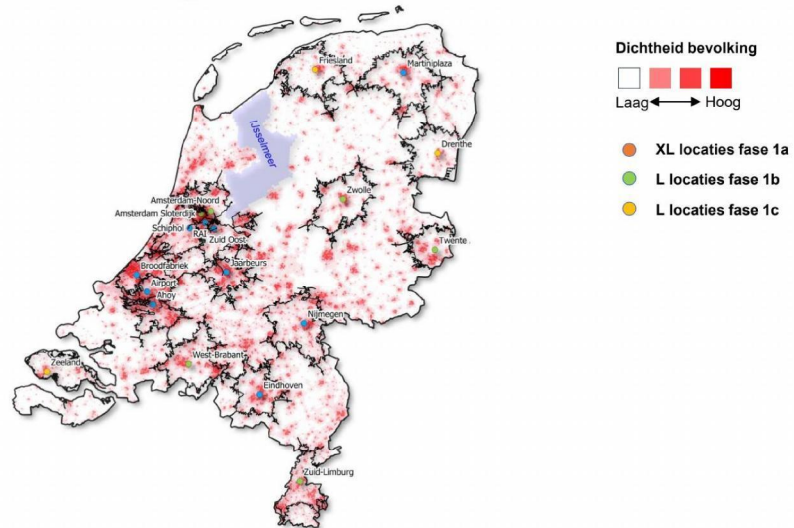 Friesland
Martiniplaza
Drenthe
IJsselmeer
Zwolle
Amsterdam-Noord
Amsterdam Sloterdijk
Schiphol
RAI
Zuid Oost
Twente
Jaarbeurs
Broodfabriek
Airport
Ahoy
Nijmegen
West-Brabant
Zeeland
Eindhoven
Zuid-Limburg
Dichtheid bevolking
Laag Hoog
XL locaties fase 1a
L locaties fase 1b
L locaties fase 1c